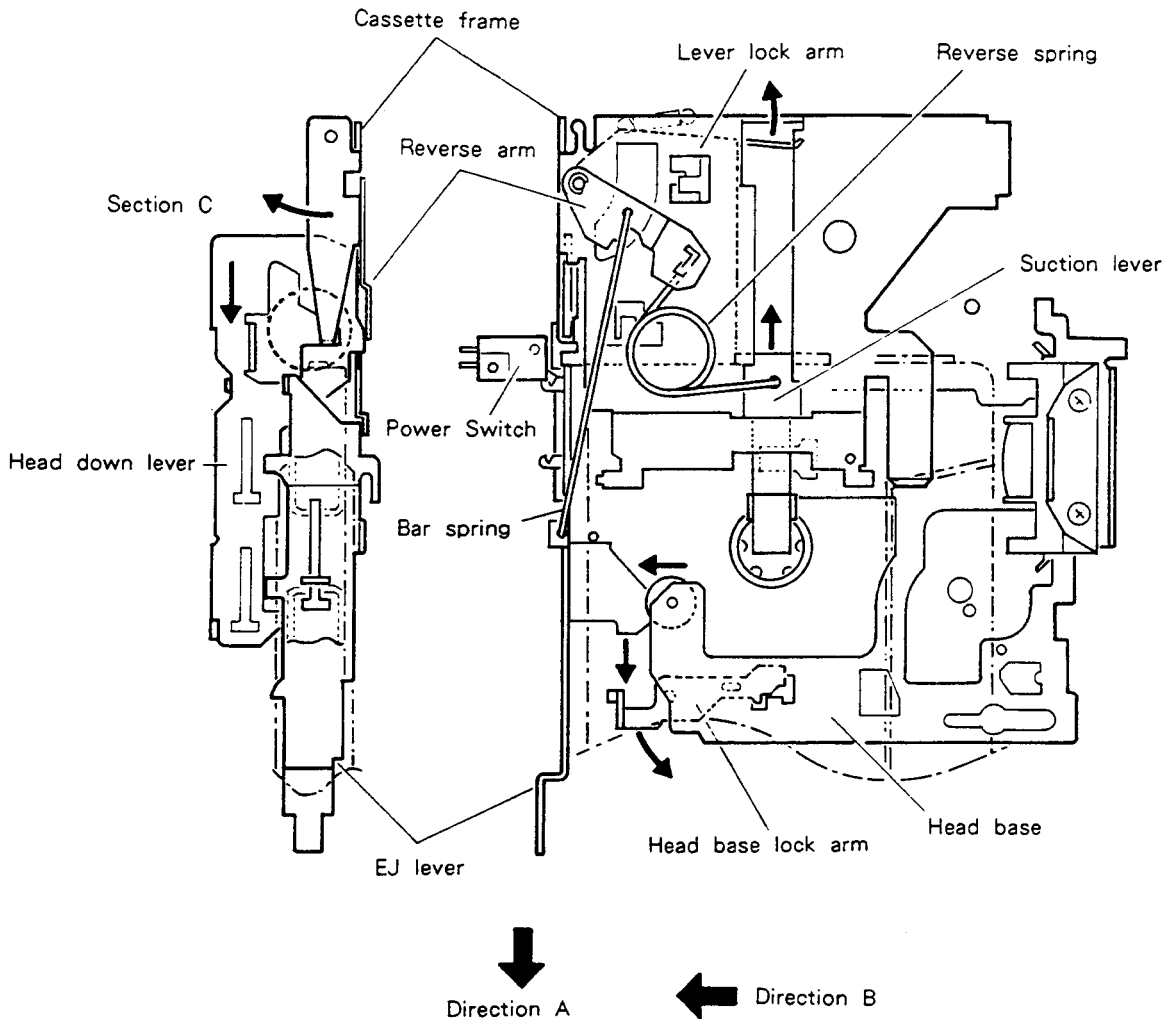 Cassette frame
Lever lock arm
Reverse spring
Reverse arm
Section C
Suction lever
Power Switch
Head down lever
Bar spring
Head base
Head base lock arm
EJ lever
Direction A
Direction B